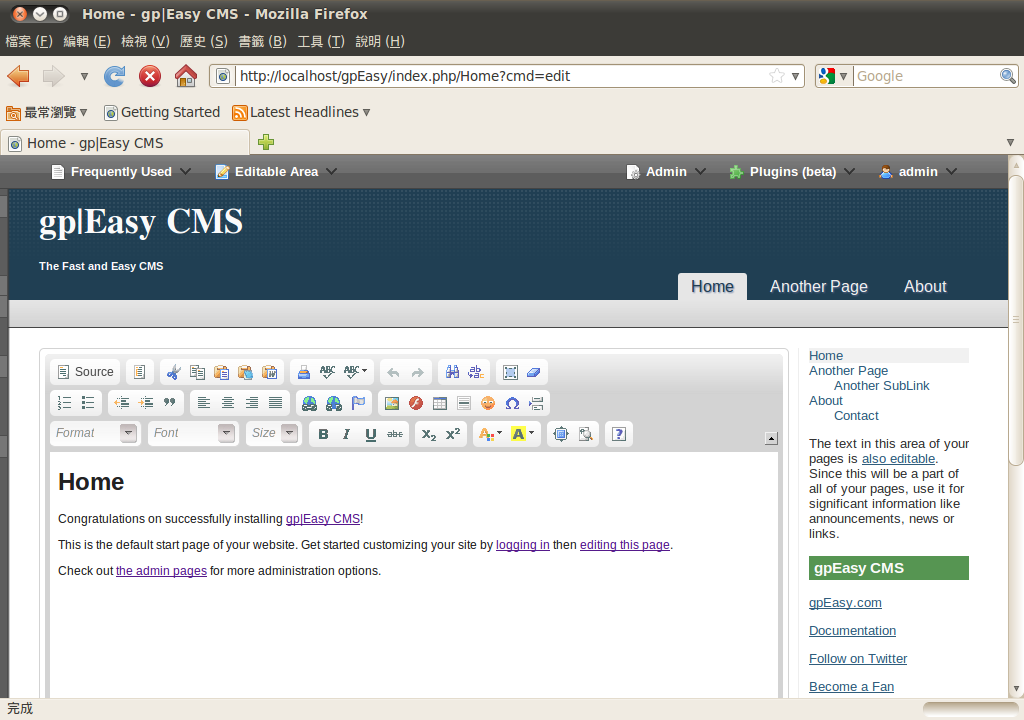 Home - gp|Easy CMS - Mozilla Firefox
檔案 (F) 編輯 (E) 檢視 (V) 歷史 (S) 書籤 (B) 工具 (T) 說明 (H)
http://localhost/gpEasy/index.php/Home?cmd=edit Google
最常瀏覽 Getting Started Latest Headlines
Home - gp|Easy CMS
Frequently Used Editable Area Admin Plugins (beta) admin
gp|Easy CMS
The Fast and Easy CMS
Home Another Page About
Source
Format Font Size
Home
Congratulations on successfully installing gp|Easy CMS!
This is the default start page of your website. Get started customizing your site by logging in then editing this page.
Check out the admin pages for more administration options.
Home
Another Page
Another SubLink
About
Contact
The text in this area of your
pages is also editable.
Since this will be a part of
all of your pages, use it for
significant information like
announcements, news or
links.
gpEasy CMS
gpEasy.com
Documentation
Follow on Twitter
Become a Fan
完成